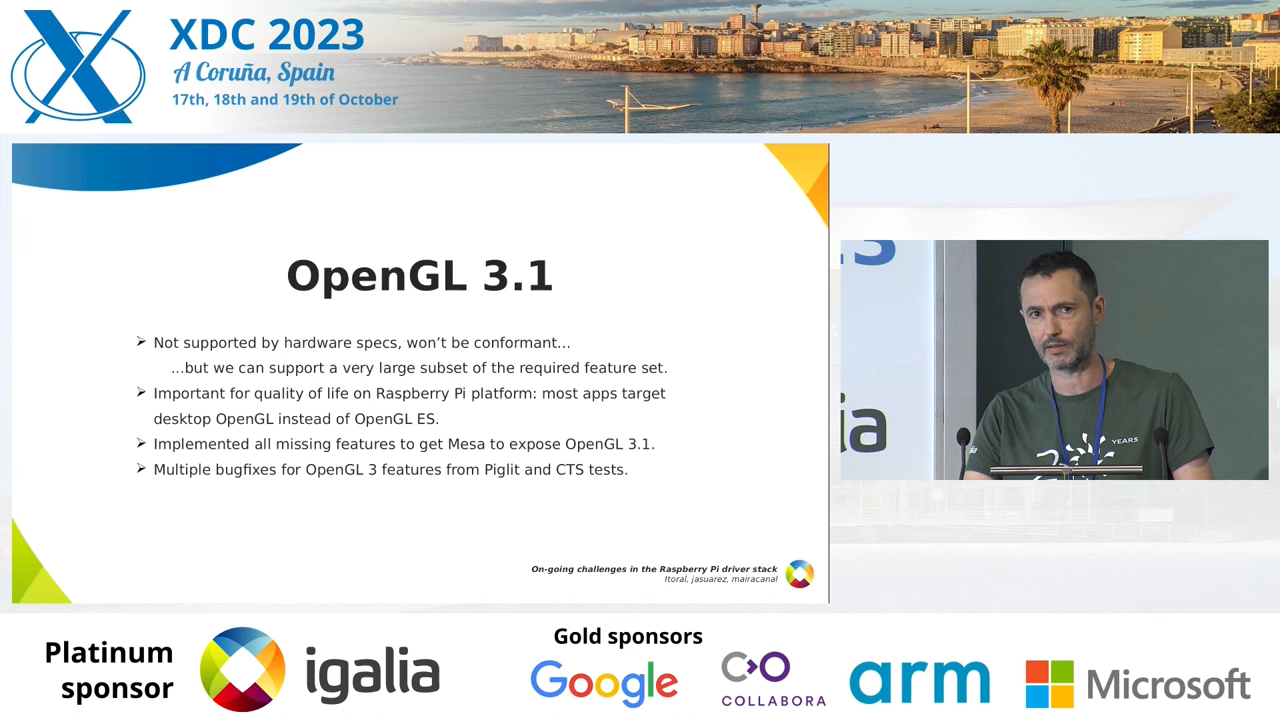 XDC 2023
A Coruña, Spain
17th, 18th and 19th of October
OpenGL 3.1
➢ Not supported by hardware specs, won’t be conformant...
...but we can support a very large subset of the required feature set.
➢ Important for quality of life on Raspberry Pi platform: most apps target
desktop OpenGL instead of OpenGL ES.
➢ Implemented all missing features to get Mesa to expose OpenGL 3.1.
➢ Multiple bugfixes for OpenGL 3 features from Piglit and CTS tests.
On-going challenges in the Raspberry Pi driver stack
Itoral, jasuarez, mairacanal
YEARS
Platinum
sponsor
igalia
Gold sponsors
Google
COLLABORA
arm
Microsoft